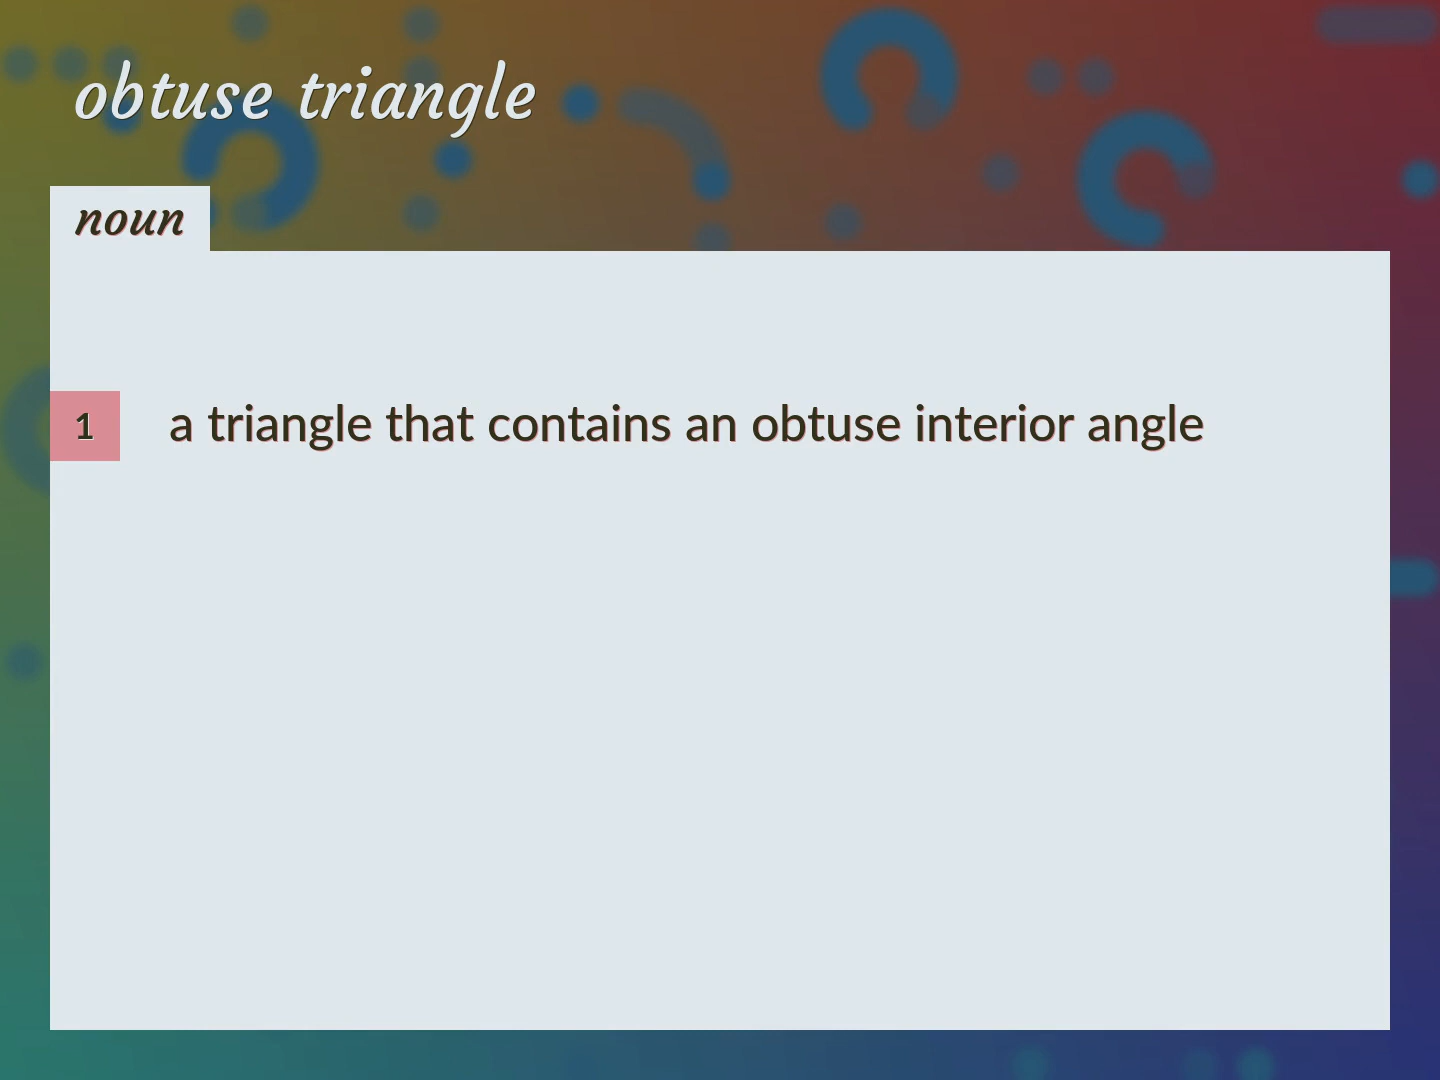 obtuse triangle
noun
1 a triangle that contains an obtuse interior angle